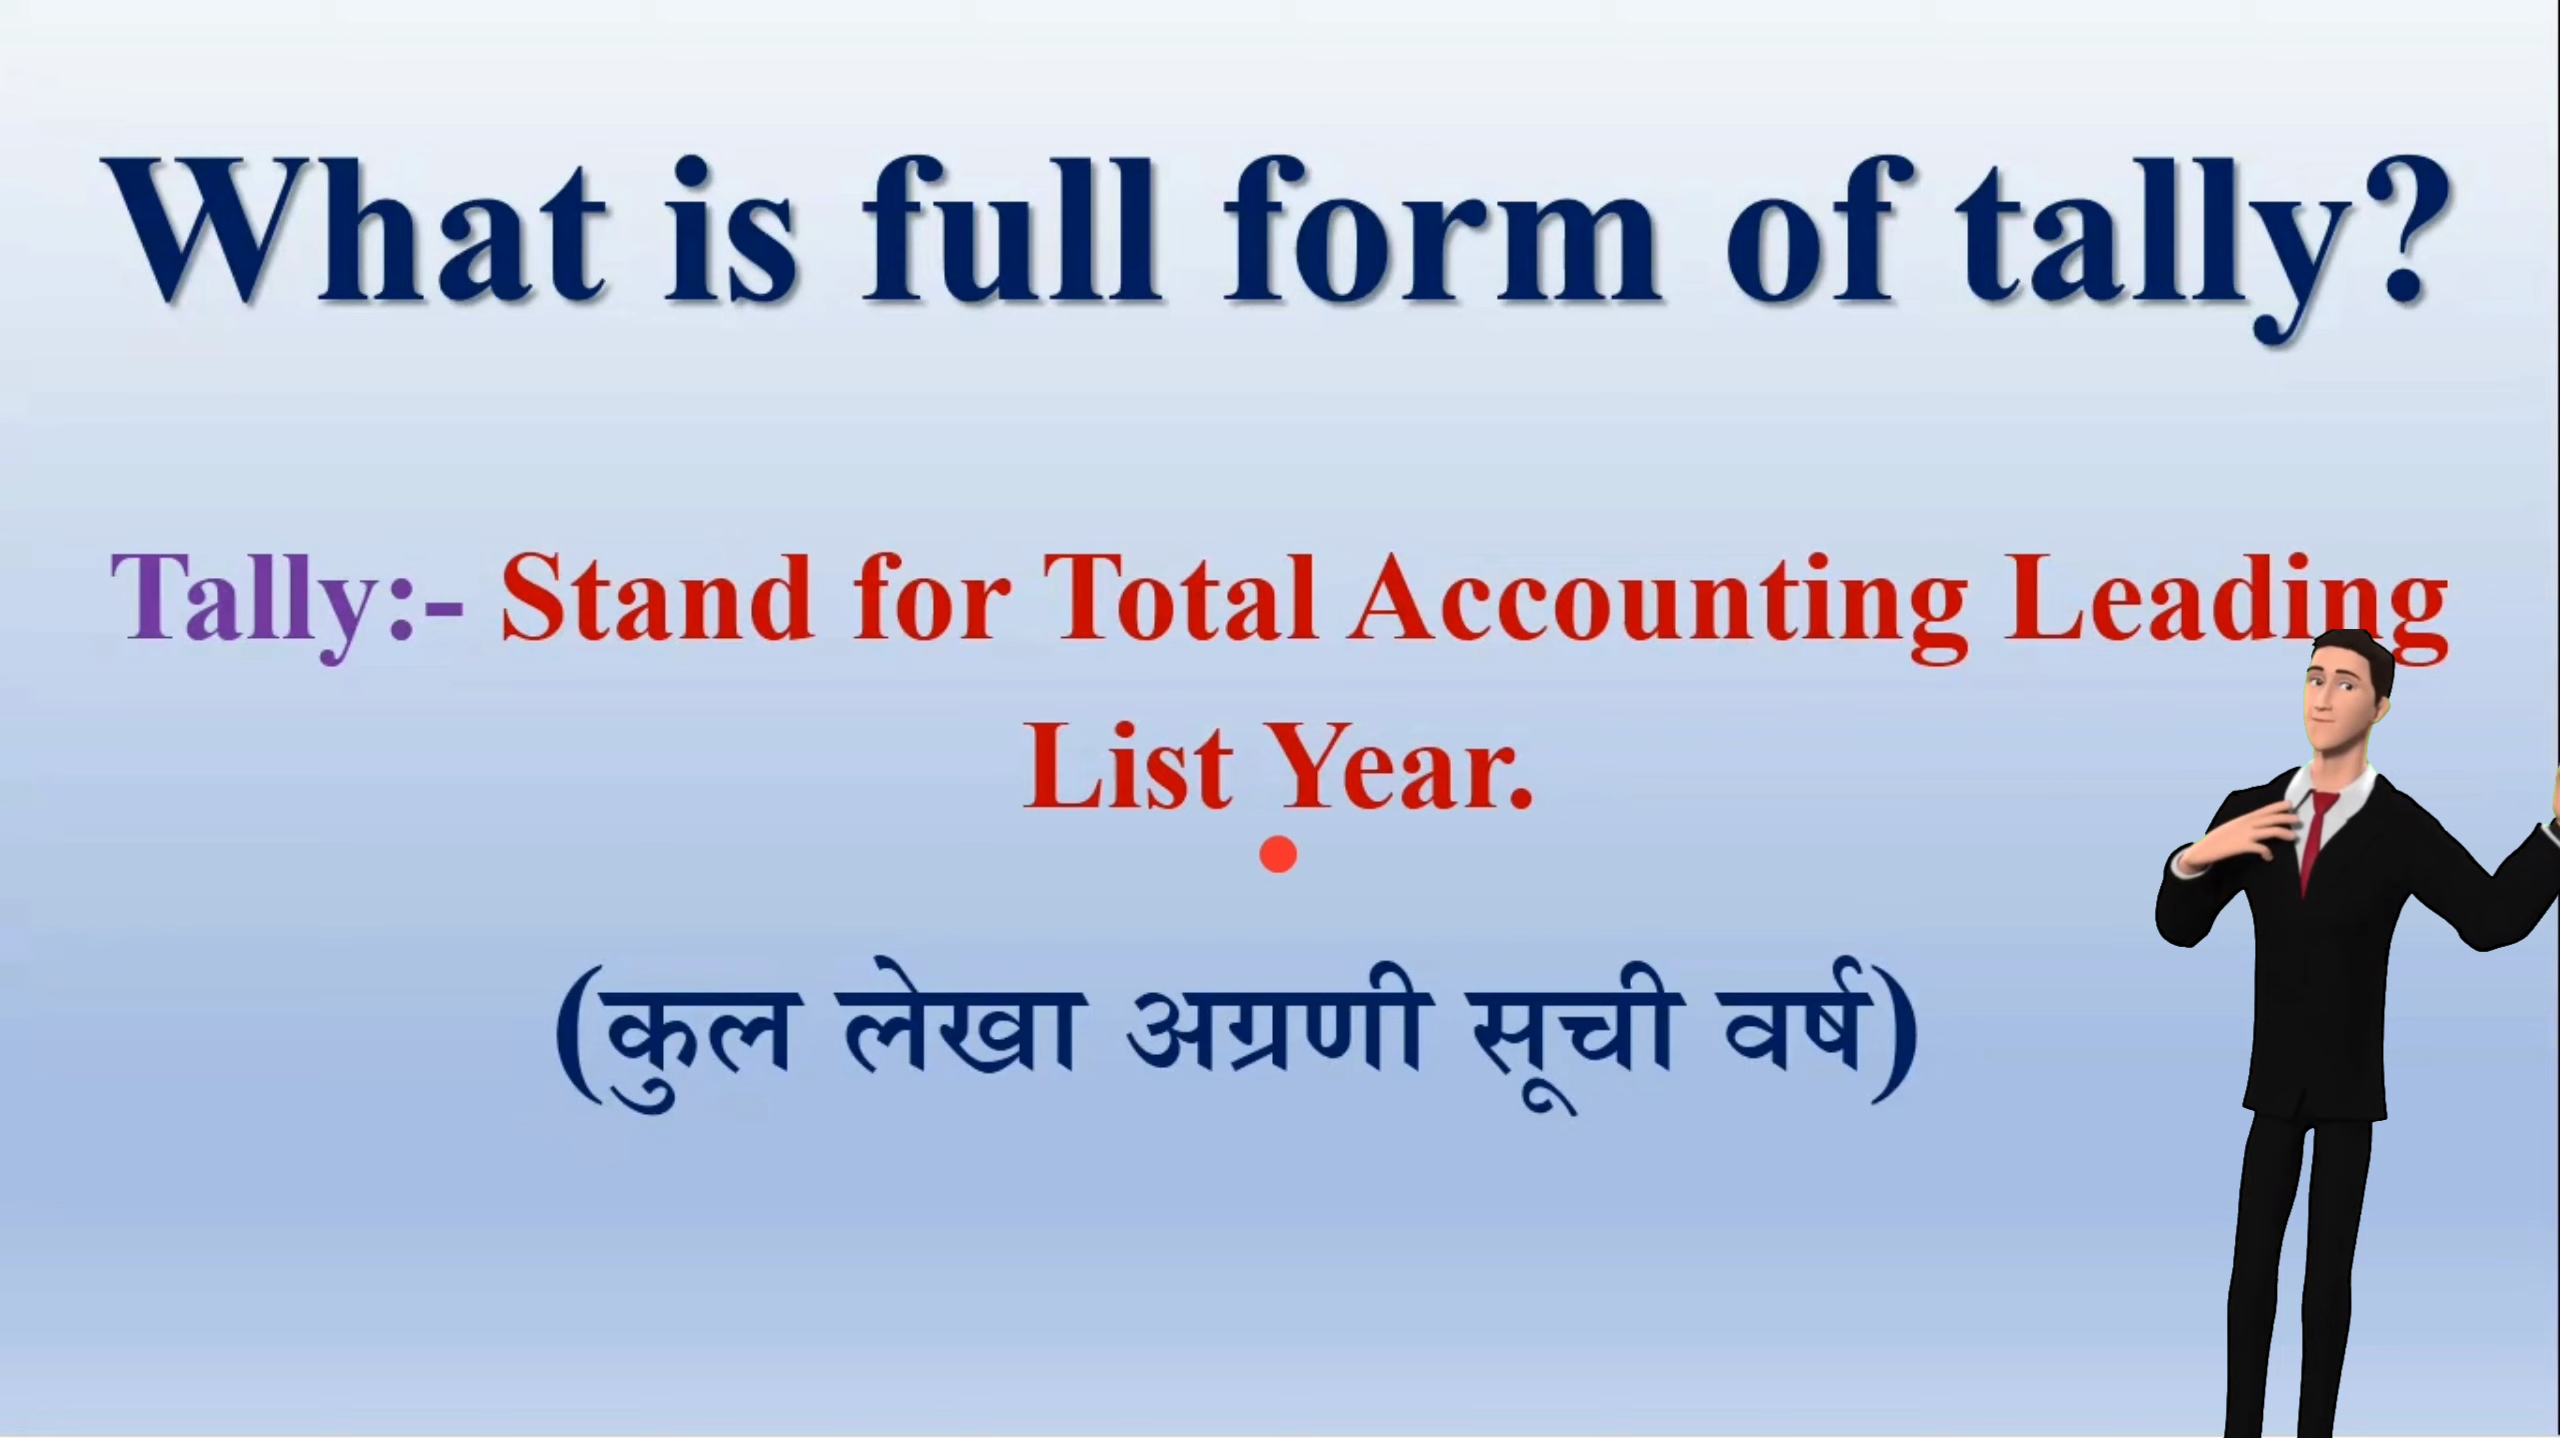 What is full form of tally?
Tally:- Stand for Total Accounting Leading
List Year.
(कुल लेखा अग्रणी सूची वर्ष)